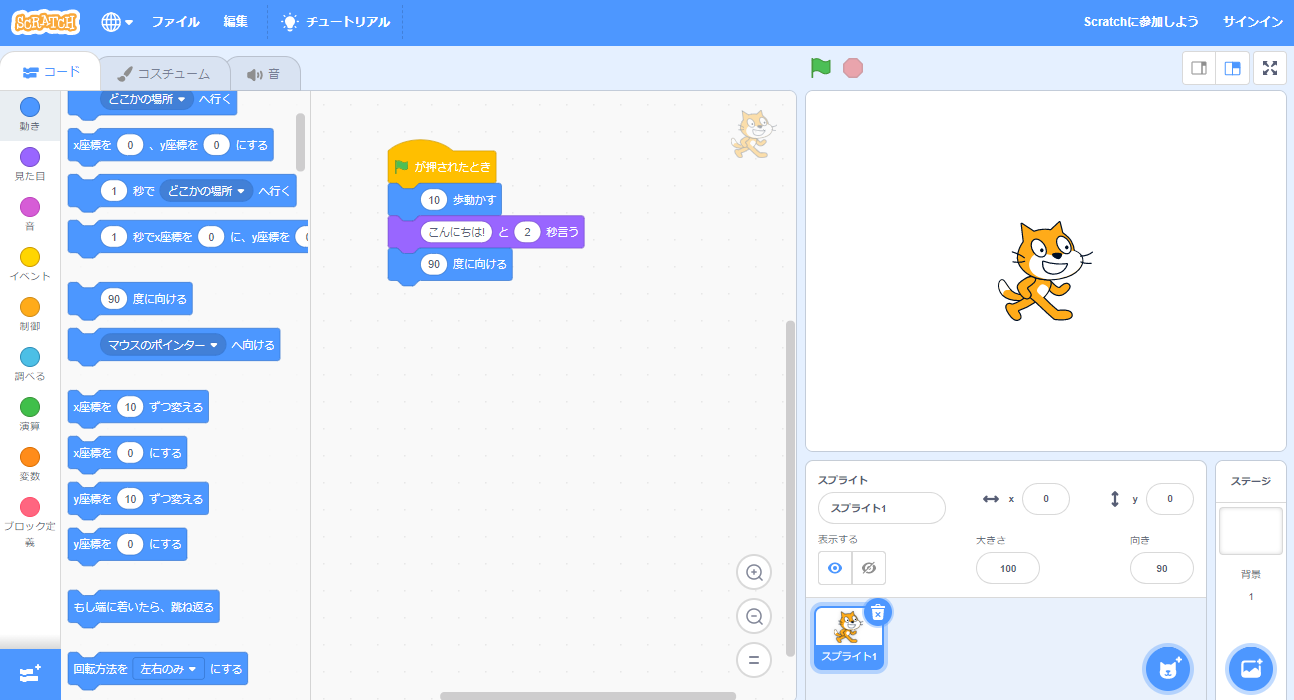 SCRATCH
ファイル
編集
チュートリアル
Scratchに参加しよう
サインイン
コード
コスチューム
音
動き
見た目
音
イベント
制御
調べる
演算
変数
ブロック定
義
どこかの場所 へ行く
x座標を 0 、y座標を 0 にする
1 秒で どこかの場所 へ行く
1 秒でx座標を 0 に、y座標を
90 度に向ける
マウスのポインター へ向ける
x座標を 10 ずつ変える
x座標を 0 にする
y座標を 10 ずつ変える
y座標を 0 にする
もし端に着いたら、跳ね返る
回転方法を 左右のみ にする
が押されたとき
10 歩動かす
こんにちは! と 2 秒言う
90 度に向ける
スプライト
スプライト1
x 0
y 0
表示する
大きさ
100
向き
90
スプライト1
ステージ
背景
1